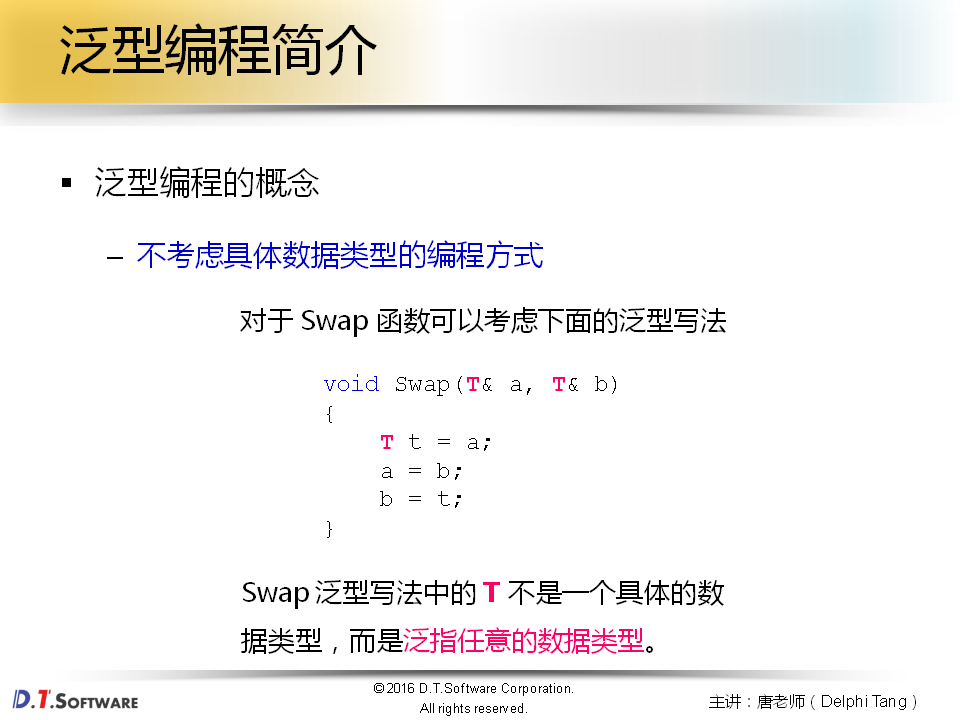 泛型编程简介
▪ 泛型编程的概念
– 不考虑具体数据类型的编程方式
对于 Swap 函数可以考虑下面的泛型写法
void Swap(T& a, T& b)
{
    T t = a;
    a = b;
    b = t;
}
Swap 泛型写法中的 T 不是一个具体的数
据类型，而是泛指任意的数据类型。
D.T.SOFTWARE
©2016 D.T.Software Corporation.
All rights reserved.
主讲：唐老师（Delphi Tang）